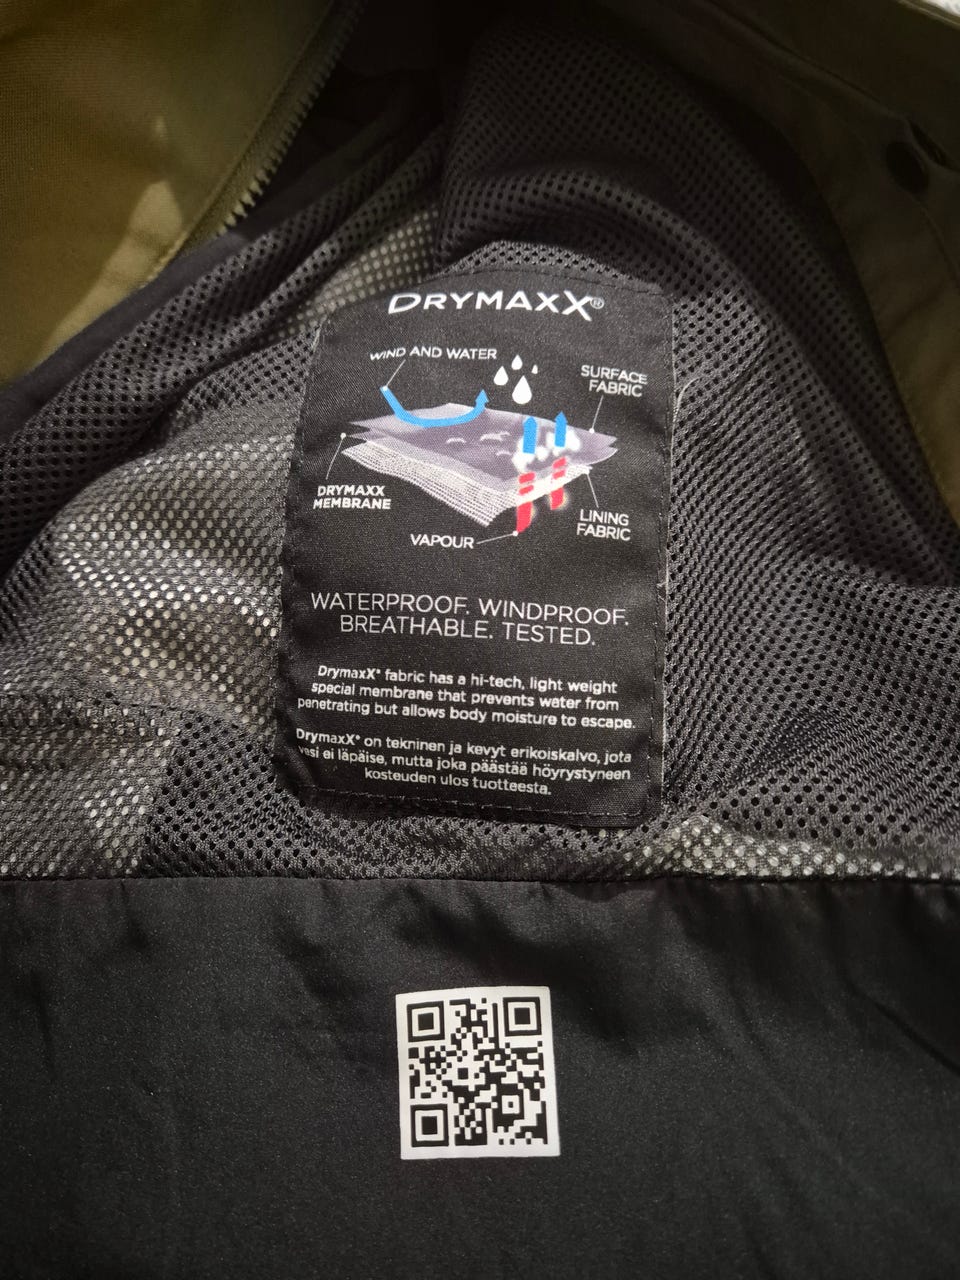 DRYMAXX®
WIND AND WATER
SURFACE
FABRIC
DRYMAXX
MEMBRANE
LINING
FABRIC
VAPOUR
WATERPROOF. WINDPROOF.
BREATHABLE. TESTED.
DrymaxX® fabric has a hi-tech, light weight
special membrane that prevents water from
penetrating but allows body moisture to escape.
DrymaxX® on tekninen ja kevyt erikoiskalvo, jota
vesi ei läpäise, mutta joka päästää höyrystyneen
kosteuden ulos tuotteesta.